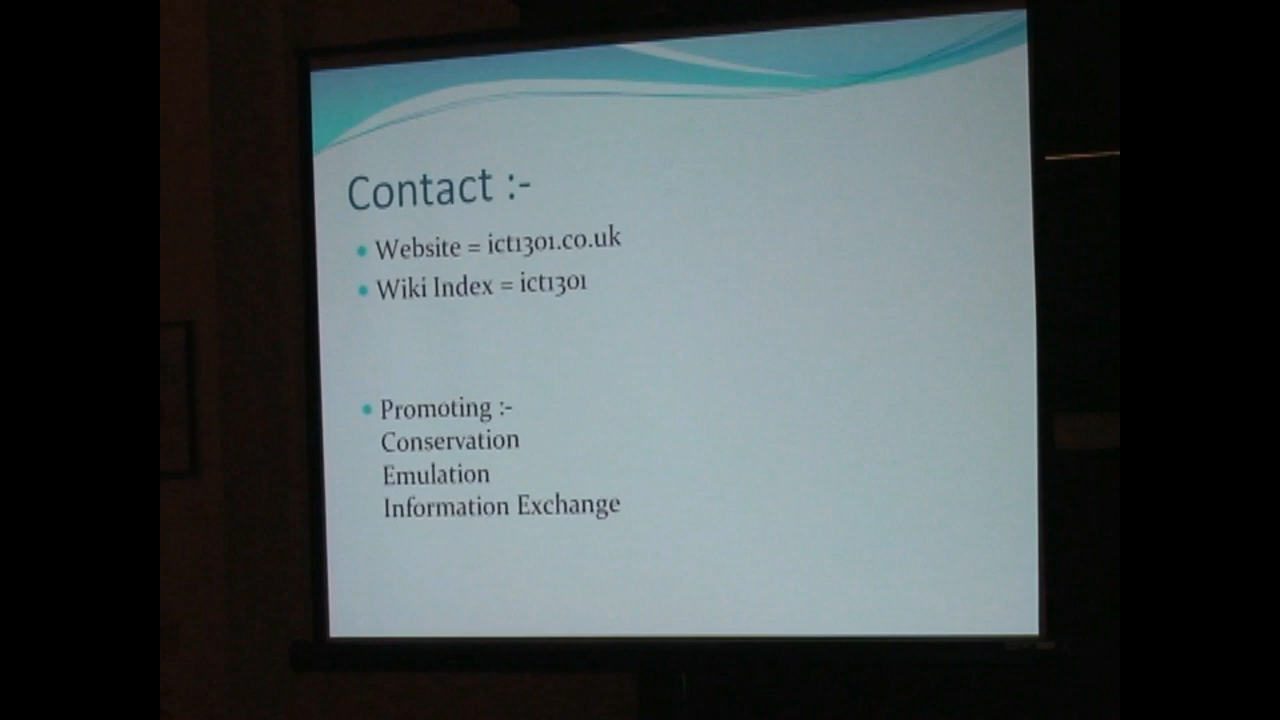 Contact :-
Website = ict1301.co.uk
Wiki Index = ict1301
Promoting :-
Conservation
Emulation
Information Exchange